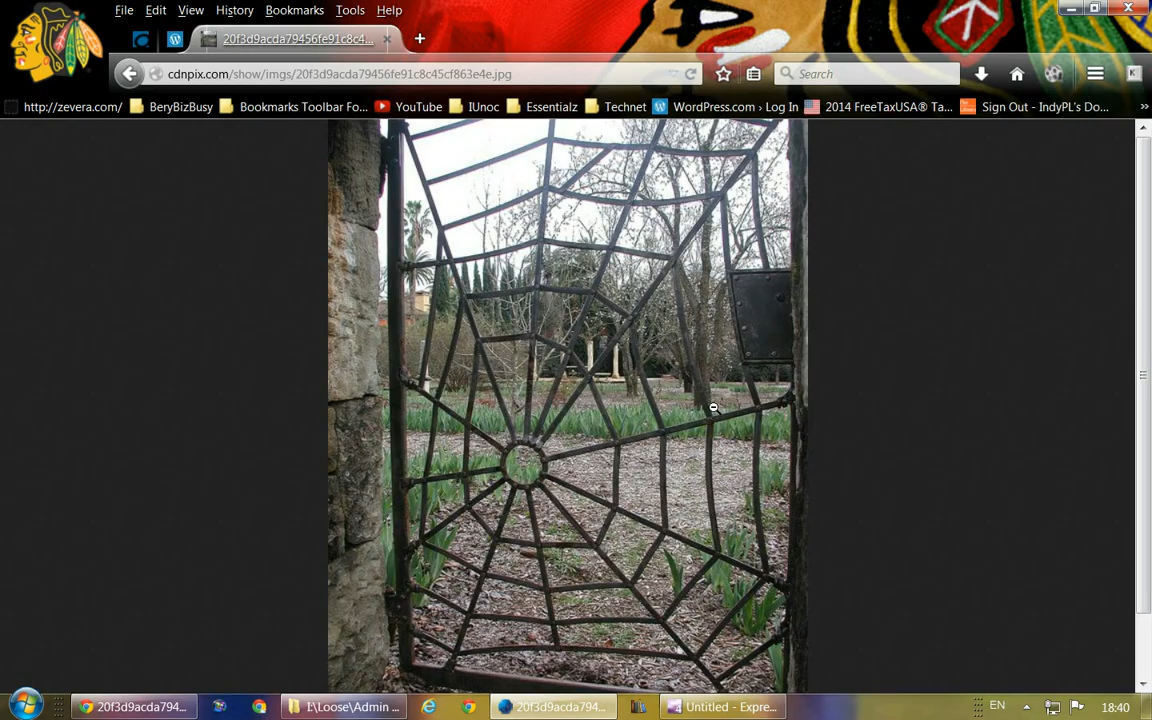 File Edit View History Bookmarks Tools Help
20f3d9acda79456fe91c8c4...
cdnpix.com/show/imgs/20f3d9acda79456fe91c8c45cf863e4e.jpg
Search
http://zevera.com/ BeryBizBusy Bookmarks Toolbar Fo... YouTube IUnoc Essentialz Technet WordPress.com › Log In 2014 FreeTaxUSA® Ta... Sign Out - IndyPL's Do...
20f3d9acda794... I:\Loose\Admin ... 20f3d9acda794... Untitled - Expre... EN 18:40